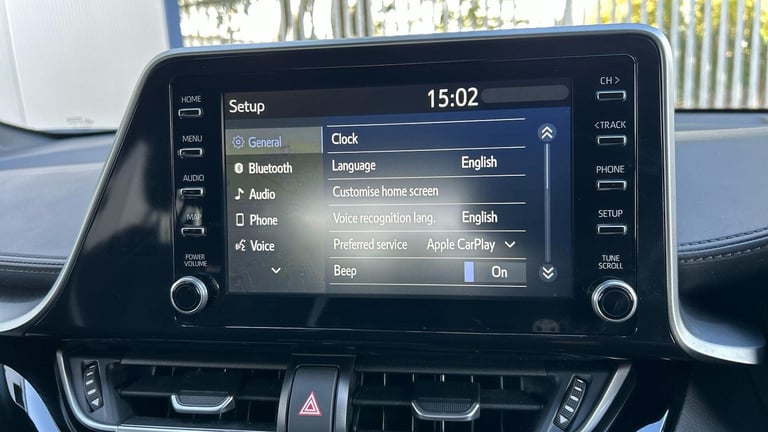 HOME
MENU
AUDIO
MAP
POWER
VOLUME
Setup 15:02
General
Bluetooth
Audio
Phone
Voice
Clock
Language English
Customise home screen
Voice recognition lang. English
Preferred service Apple CarPlay
Beep On
CH >
< TRACK
PHONE
SETUP
TUNE
SCROLL